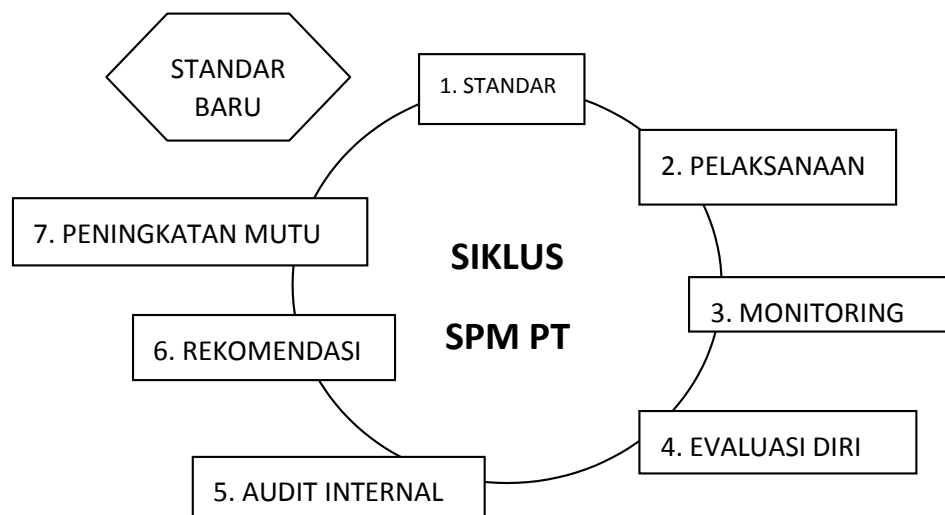 STANDAR
BARU
1. STANDAR
2. PELAKSANAAN
3. MONITORING
4. EVALUASI DIRI
5. AUDIT INTERNAL
6. REKOMENDASI
7. PENINGKATAN MUTU
SIKLUS
SPM PT